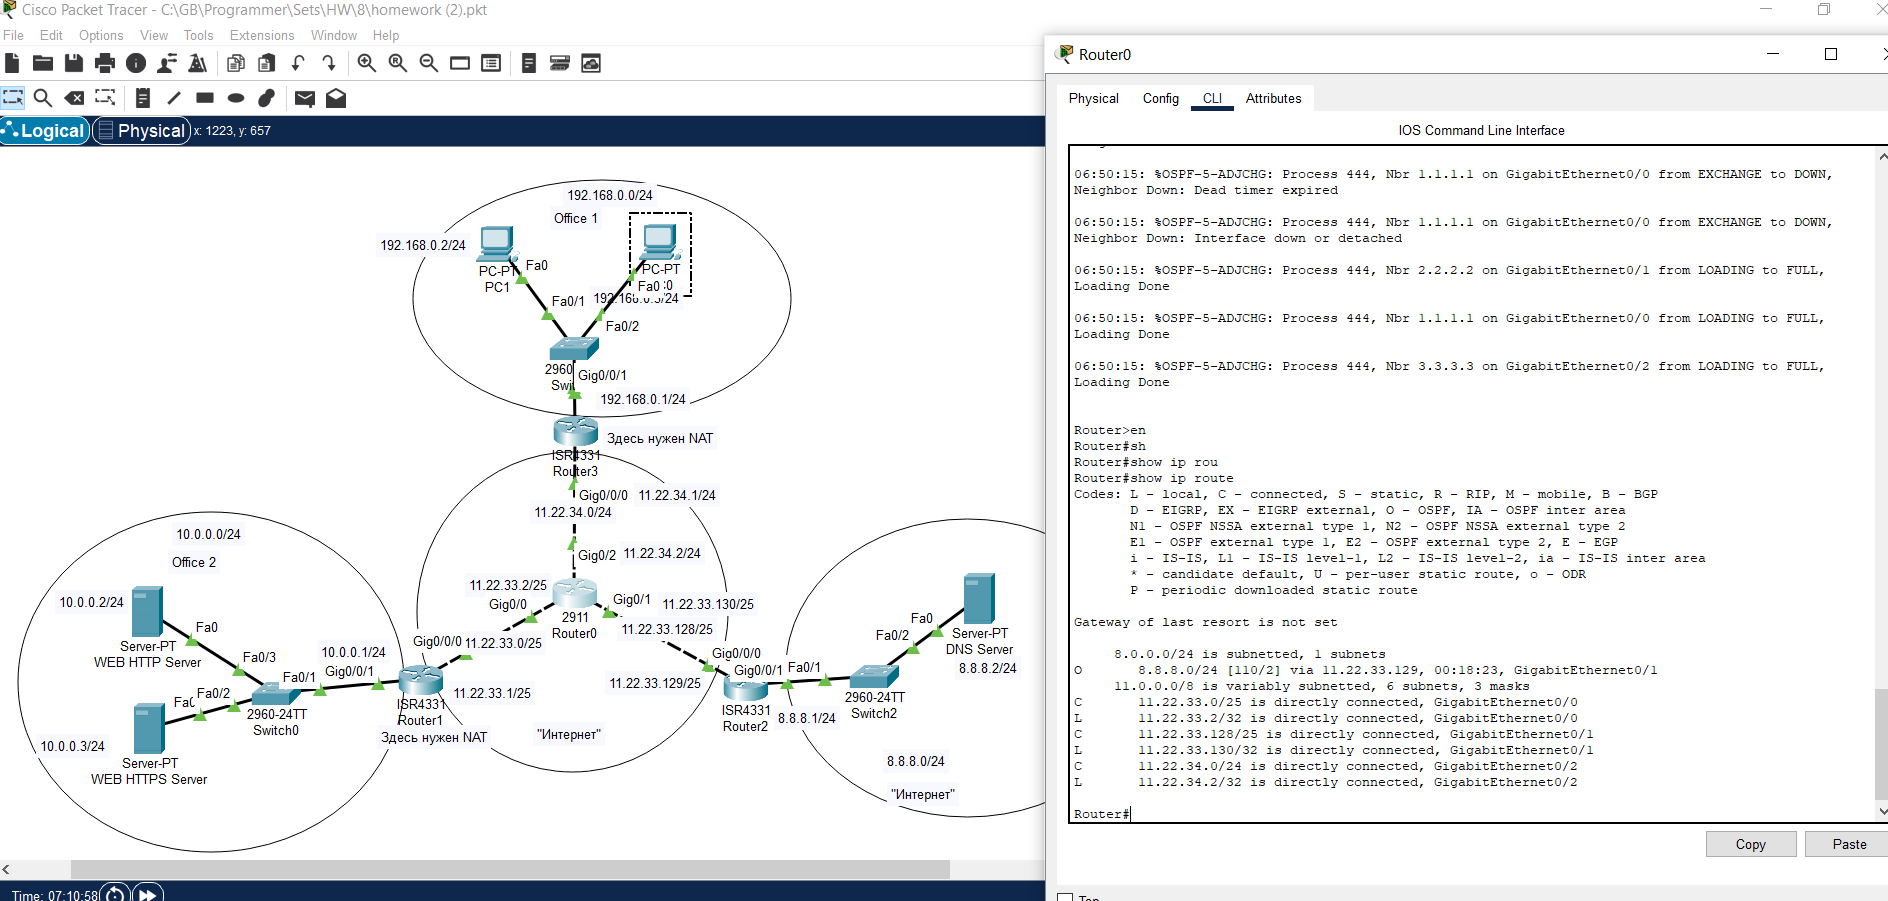 Cisco Packet Tracer - C:\GB\Programmer\Sets\HW\8\homework (2).pkt
File Edit Options View Tools Extensions Window Help
Logical Physical x: 1223, y: 657
192.168.0.0/24
Office 1
192.168.0.2/24
PC-PT
PC1
Fa0
PC-PT
Fa0
Fa0/1
Fa0/2
2960
Gig0/0/1
192.168.0.1/24
Здесь нужен NAT
ISR4331
Router3
Gig0/0/0 11.22.34.1/24
11.22.34.0/24
Gig0/2 11.22.34.2/24
11.22.33.2/25
Gig0/0
Gig0/1
11.22.33.130/25
2911
Router0
11.22.33.128/25
Gig0/0/0 11.22.33.0/25
Gig0/0/0
Gig0/0/1
11.22.33.129/25
11.22.33.1/25
"Интернет"
10.0.0.0/24
Office 2
10.0.0.2/24
Fa0
Server-PT
WEB HTTP Server
Fa0/3
10.0.0.1/24
Gig0/0/1
Fa0/1
Fa0/2
2960-24TT
Switch0
ISR4331
Router1
Здесь нужен NAT
10.0.0.3/24
Server-PT
WEB HTTPS Server
Fa0
Fa0/2
Server-PT
DNS Server
8.8.8.2/24
Fa0/1
2960-24TT
Switch2
ISR4331
Router2
8.8.8.1/24
8.8.8.0/24
"Интернет"
Time: 07:10:58
Router0
Physical Config CLI Attributes
IOS Command Line Interface
06:50:15: %OSPF-5-ADJCHG: Process 444, Nbr 1.1.1.1 on GigabitEthernet0/0 from EXCHANGE to DOWN,
Neighbor Down: Dead timer expired
06:50:15: %OSPF-5-ADJCHG: Process 444, Nbr 1.1.1.1 on GigabitEthernet0/0 from EXCHANGE to DOWN,
Neighbor Down: Interface down or detached
06:50:15: %OSPF-5-ADJCHG: Process 444, Nbr 2.2.2.2 on GigabitEthernet0/1 from LOADING to FULL,
Loading Done
06:50:15: %OSPF-5-ADJCHG: Process 444, Nbr 1.1.1.1 on GigabitEthernet0/0 from LOADING to FULL,
Loading Done
06:50:15: %OSPF-5-ADJCHG: Process 444, Nbr 3.3.3.3 on GigabitEthernet0/2 from LOADING to FULL,
Loading Done
Router>en
Router#sh
Router#show ip rou
Router#show ip route
Codes: L - local, C - connected, S - static, R - RIP, M - mobile, B - BGP
D - EIGRP, EX - EIGRP external, O - OSPF, IA - OSPF inter area
N1 - OSPF NSSA external type 1, N2 - OSPF NSSA external type 2
E1 - OSPF external type 1, E2 - OSPF external type 2, E - EGP
i - IS-IS, L1 - IS-IS level-1, L2 - IS-IS level-2, ia - IS-IS inter area
* - candidate default, U - per-user static route, o - ODR
P - periodic downloaded static route
Gateway of last resort is not set
8.0.0.0/24 is subnetted, 1 subnets
O 8.8.8.0/24 [110/2] via 11.22.33.129, 00:18:23, GigabitEthernet0/1
11.0.0.0/8 is variably subnetted, 6 subnets, 3 masks
C 11.22.33.0/25 is directly connected, GigabitEthernet0/0
L 11.22.33.2/32 is directly connected, GigabitEthernet0/0
C 11.22.33.128/25 is directly connected, GigabitEthernet0/1
L 11.22.33.130/32 is directly connected, GigabitEthernet0/1
C 11.22.34.0/24 is directly connected, GigabitEthernet0/2
L 11.22.34.2/32 is directly connected, GigabitEthernet0/2
Router#
Copy Paste